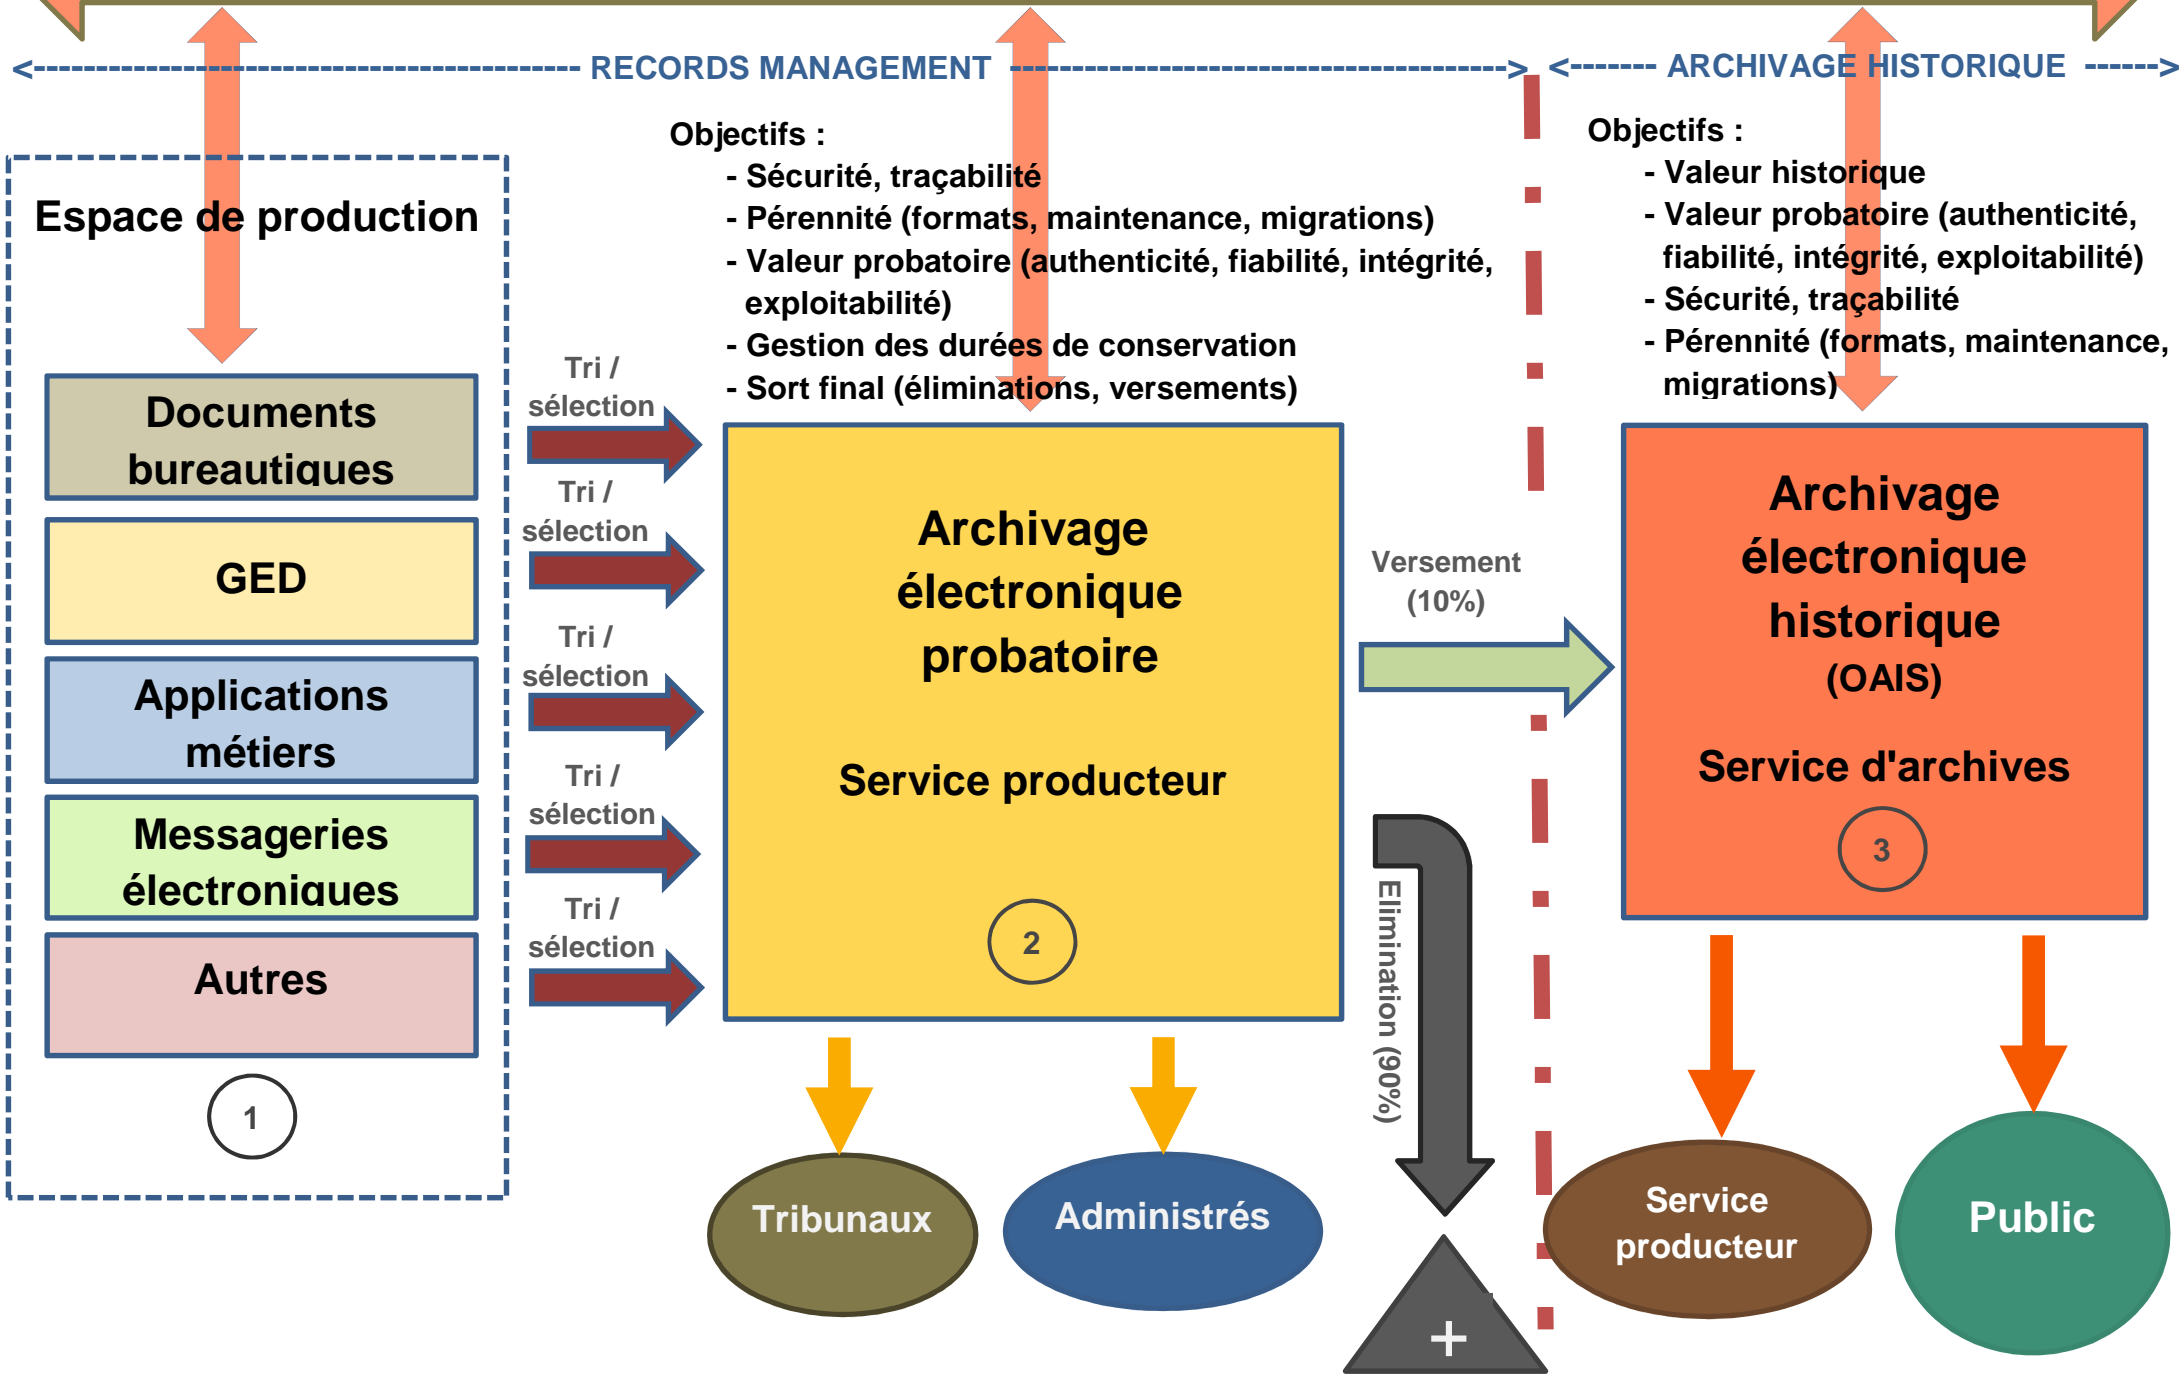 <------------------------------------ RECORDS MANAGEMENT ----------------------------------> <------- ARCHIVAGE HISTORIQUE ------>
Espace de production
Documents
bureautiques
GED
Applications
métiers
Messageries
électroniques
Autres
1
Tri /
sélection
Tri /
sélection
Tri /
sélection
Tri /
sélection
Tri /
sélection
Objectifs :
- Sécurité, traçabilité
- Pérennité (formats, maintenance, migrations)
- Valeur probatoire (authenticité, fiabilité, intégrité,
exploitabilité)
- Gestion des durées de conservation
- Sort final (éliminations, versements)
Archivage
électronique
probatoire
Service producteur
2
Tribunaux
Administrés
Versement
(10%)
Elimination (90%)
+
Objectifs :
- Valeur historique
- Valeur probatoire (authenticité,
fiabilité, intégrité, exploitabilité)
- Sécurité, traçabilité
- Pérennité (formats, maintenance,
migrations)
Archivage
électronique
historique
(OAIS)
Service d'archives
3
Service
producteur
Public